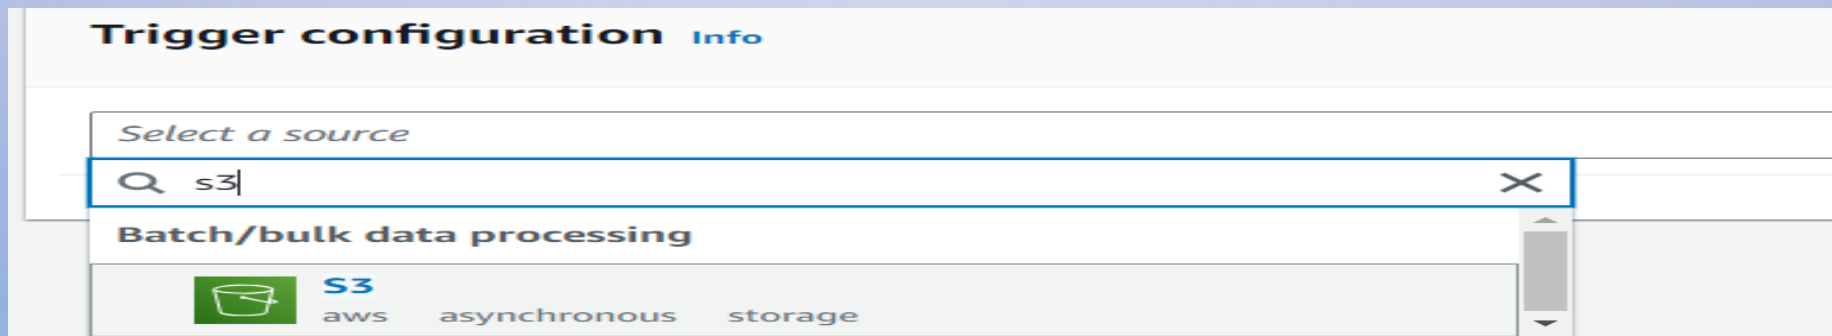 Trigger configuration Info
Select a source
s3
Batch/bulk data processing
S3
aws asynchronous storage